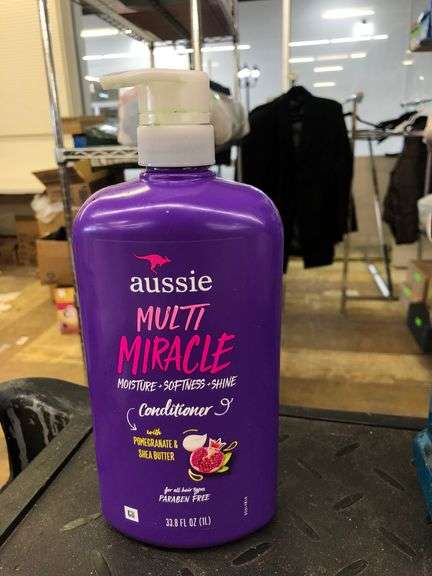 aussie
MULTI
MIRACLE
MOISTURE + SOFTNESS + SHINE
Conditioner
with
POMEGRANATE &
SHEA BUTTER
for all hair types
PARABEN FREE
33.8 FL OZ (1L)